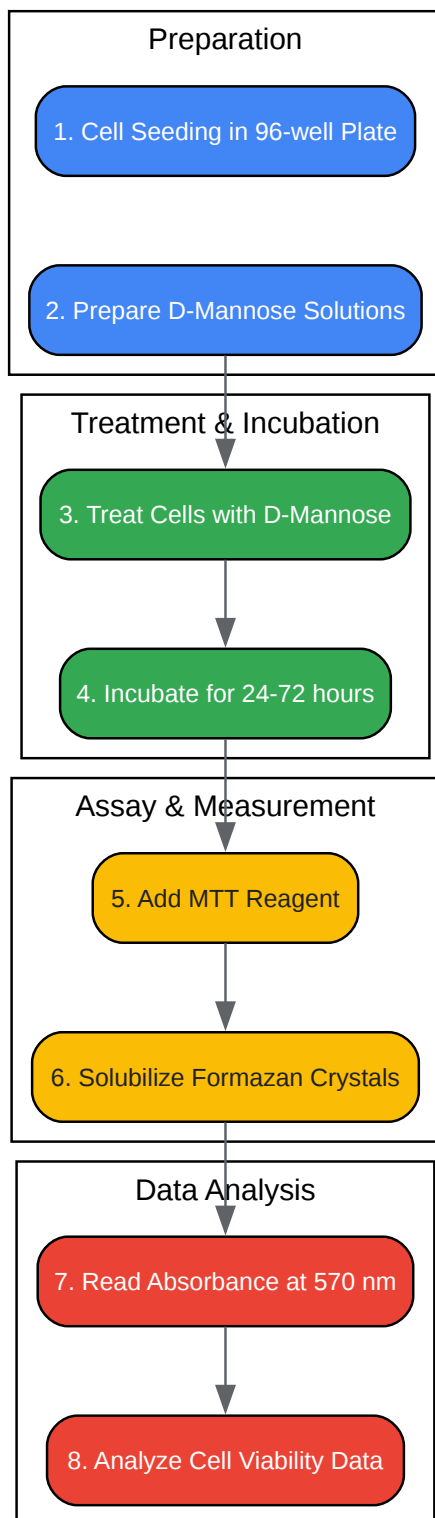 Preparation
1. Cell Seeding in 96-well Plate
2. Prepare D-Mannose Solutions
Treatment & Incubation
3. Treat Cells with D-Mannose
4. Incubate for 24-72 hours
Assay & Measurement
5. Add MTT Reagent
6. Solubilize Formazan Crystals
Data Analysis
7. Read Absorbance at 570 nm
8. Analyze Cell Viability Data